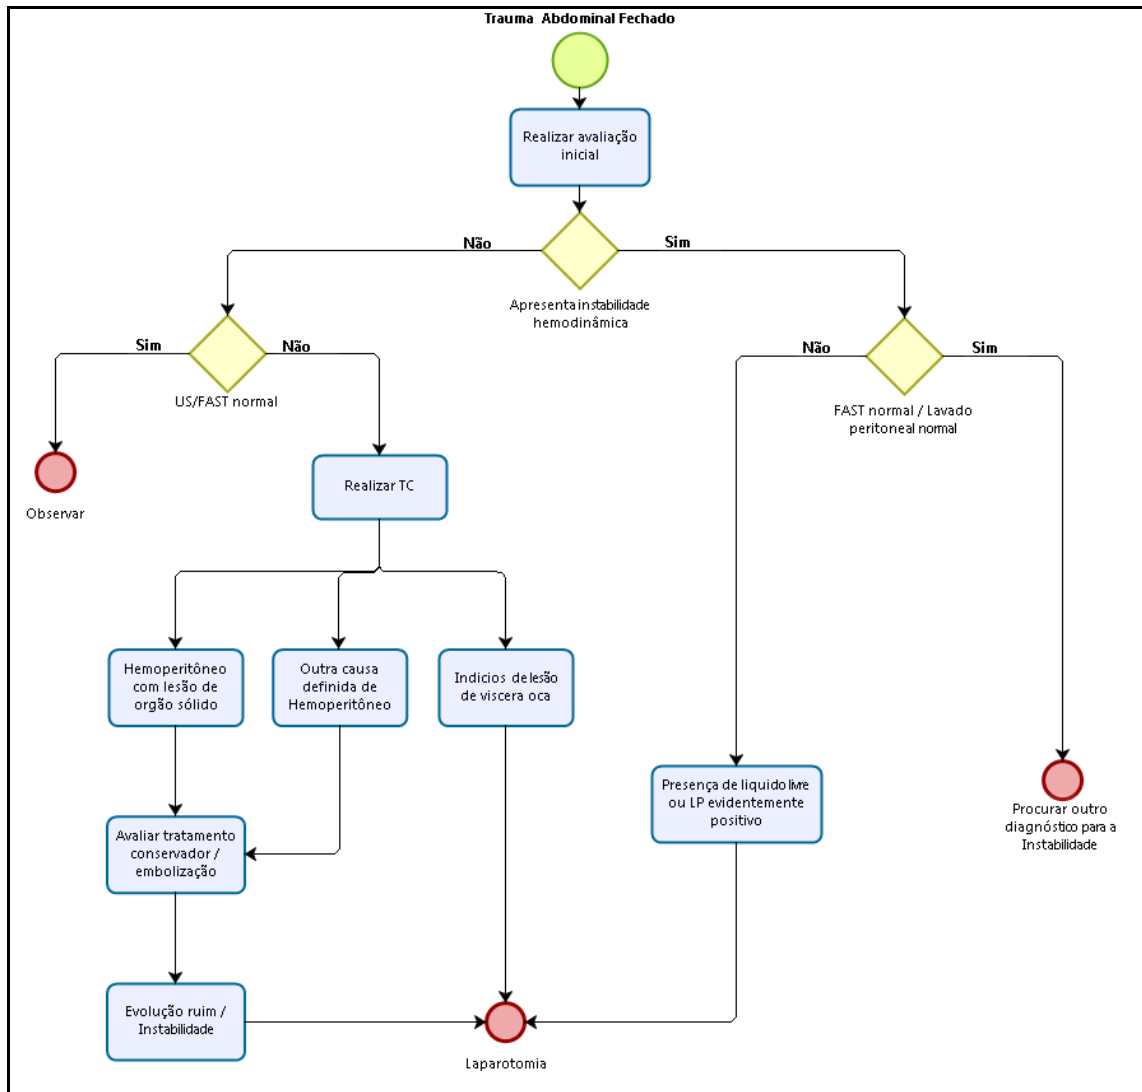 Trauma Abdominal Fechado
Realizar avaliação
inicial
Não
Sim
Apresenta instabilidade
hemodinâmica
Sim
Não
US/FAST normal
Não
Sim
FAST normal / Lavado
peritoneal normal
Observar
Realizar TC
Hemoperitôneo
com lesão de
orgão sólido
Outra causa
definida de
Hemoperitôneo
Indicios de lesão
de viscera oca
Presença de liquido livre
ou LP evidentemente
positivo
Procurar outro
diagnóstico para a
Instabilidade
Avaliar tratamento
conservador /
embolização
Evolução ruim /
Instabilidade
Laparotomia